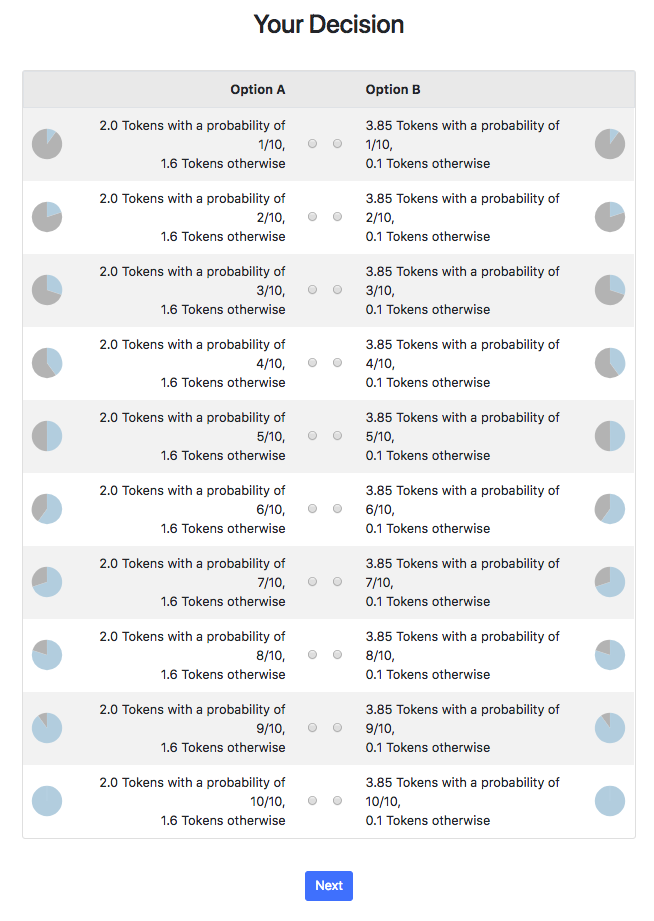 Your Decision
Option A
Option B
2.0 Tokens with a probability of
1/10,
1.6 Tokens otherwise
3.85 Tokens with a probability of
1/10,
0.1 Tokens otherwise
2.0 Tokens with a probability of
2/10,
1.6 Tokens otherwise
3.85 Tokens with a probability of
2/10,
0.1 Tokens otherwise
2.0 Tokens with a probability of
3/10,
1.6 Tokens otherwise
3.85 Tokens with a probability of
3/10,
0.1 Tokens otherwise
2.0 Tokens with a probability of
4/10,
1.6 Tokens otherwise
3.85 Tokens with a probability of
4/10,
0.1 Tokens otherwise
2.0 Tokens with a probability of
5/10,
1.6 Tokens otherwise
3.85 Tokens with a probability of
5/10,
0.1 Tokens otherwise
2.0 Tokens with a probability of
6/10,
1.6 Tokens otherwise
3.85 Tokens with a probability of
6/10,
0.1 Tokens otherwise
2.0 Tokens with a probability of
7/10,
1.6 Tokens otherwise
3.85 Tokens with a probability of
7/10,
0.1 Tokens otherwise
2.0 Tokens with a probability of
8/10,
1.6 Tokens otherwise
3.85 Tokens with a probability of
8/10,
0.1 Tokens otherwise
2.0 Tokens with a probability of
9/10,
1.6 Tokens otherwise
3.85 Tokens with a probability of
9/10,
0.1 Tokens otherwise
2.0 Tokens with a probability of
10/10,
1.6 Tokens otherwise
3.85 Tokens with a probability of
10/10,
0.1 Tokens otherwise
Next